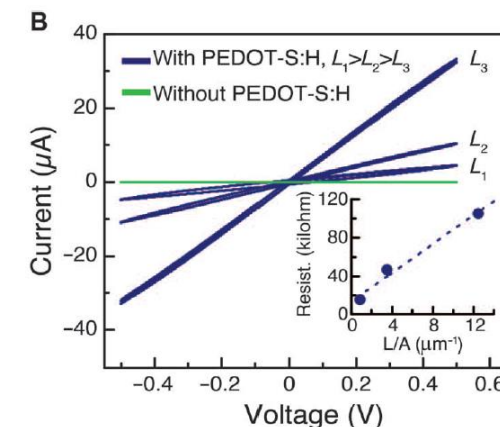 B
40
20
0
−20
−40
Current (µA)
With PEDOT-S:H, L1>L2>L3
Without PEDOT-S:H
L3
L2
L1
Resist. (kilohm)
120
80
40
0
0 4 8 12
L/A (µm-1)
−0.4 −0.2 0 0.2 0.4 0.6
Voltage (V)